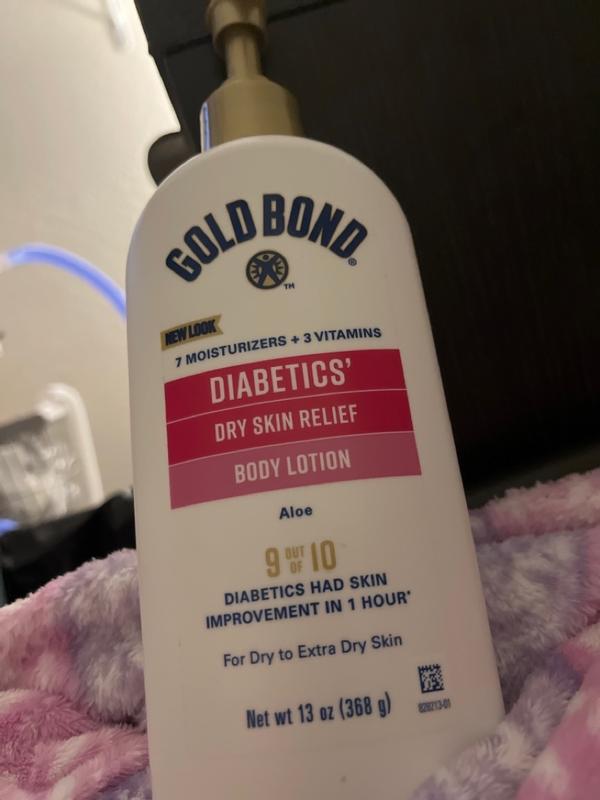 GOLD BOND®
TM
NEW LOOK
7 MOISTURIZERS + 3 VITAMINS
DIABETICS'
DRY SKIN RELIEF
BODY LOTION
Aloe
9 OUT OF 10
DIABETICS HAD SKIN
IMPROVEMENT IN 1 HOUR*
For Dry to Extra Dry Skin
Net wt 13 oz (368 g)
828213-01